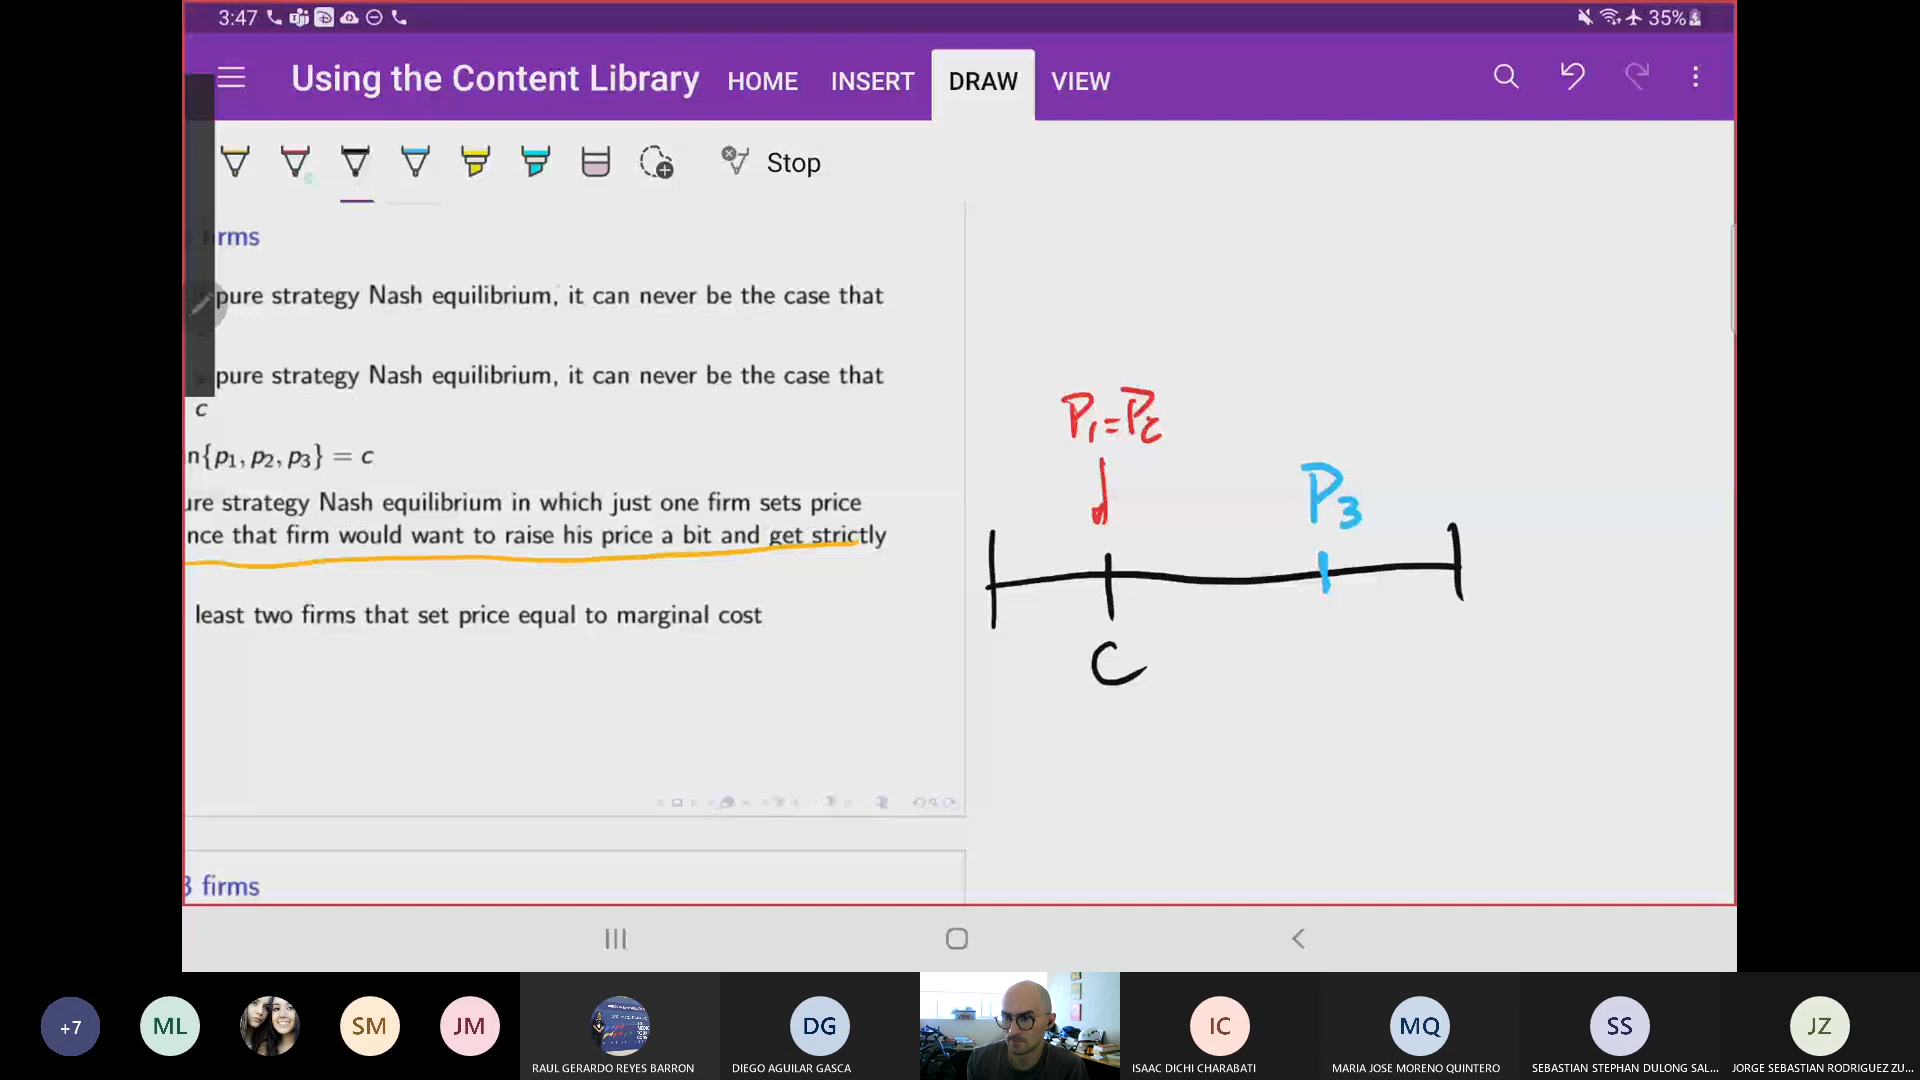 3:47 35%
Using the Content Library HOME INSERT DRAW VIEW
Stop
irms
pure strategy Nash equilibrium, it can never be the case that
pure strategy Nash equilibrium, it can never be the case that
c
n{p1, p2, p3} = c
ure strategy Nash equilibrium in which just one firm sets price
nce that firm would want to raise his price a bit and get strictly
least two firms that set price equal to marginal cost
3 firms
P1=P2
P3
C
+7 ML SM JM DG IC MQ SS JZ
RAUL GERARDO REYES BARRON DIEGO AGUILAR GASCA ISAAC DICHI CHARABATI MARIA JOSE MORENO QUINTERO SEBASTIAN STEPHAN DULONG SAL... JORGE SEBASTIAN RODRIGUEZ ZU...